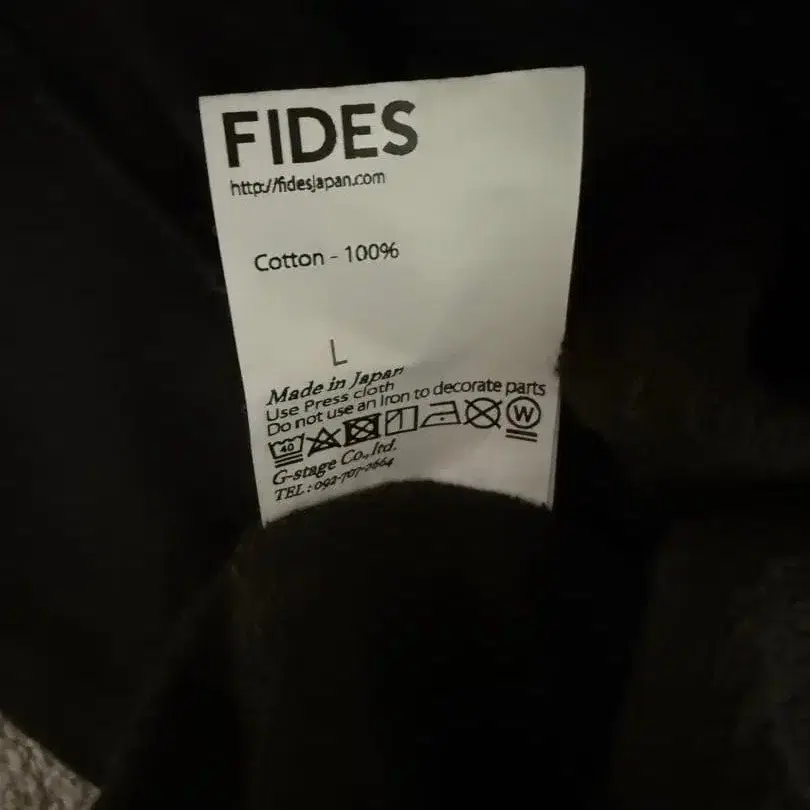 FIDES
http://fidesjapan.com
Cotton - 100%
L
Made in Japan
Use Press cloth
Do not use an Iron to decorate parts
40 W
G-stage Co., ltd.
TEL : 092-707-2664